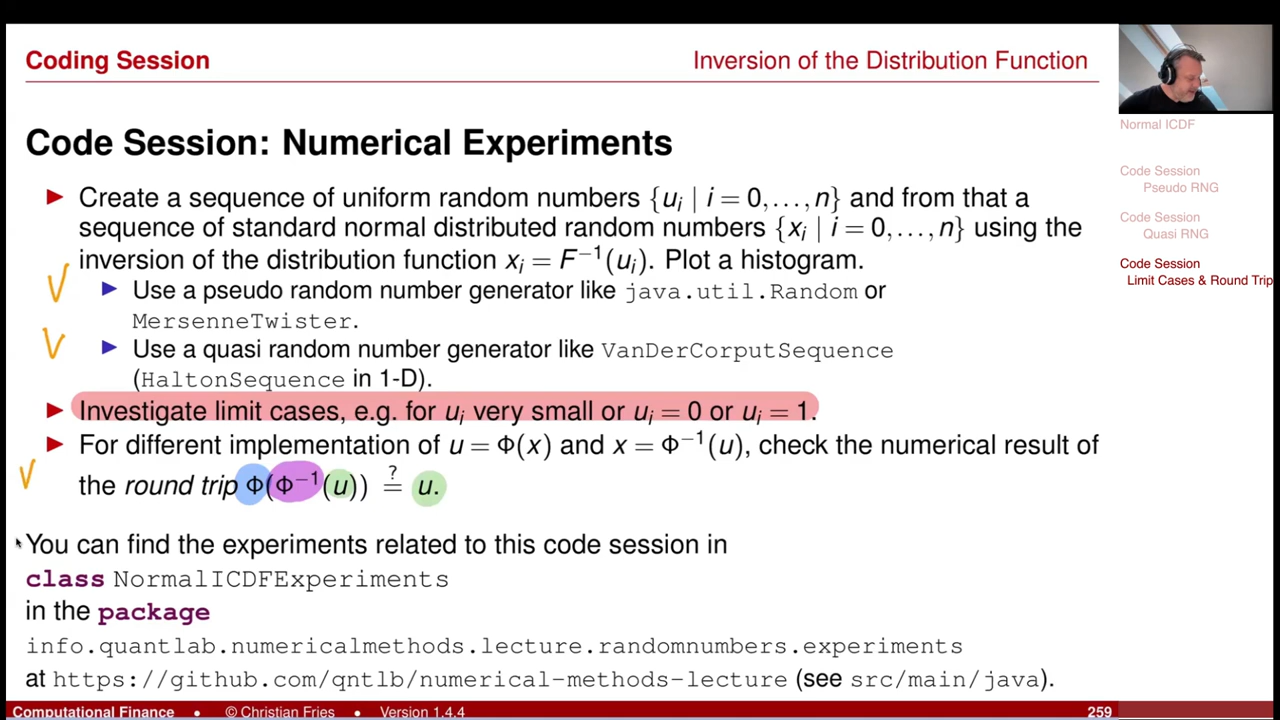 Coding Session
Inversion of the Distribution Function
Code Session: Numerical Experiments
► Create a sequence of uniform random numbers {uᵢ | i = 0, . . . , n} and from that a
sequence of standard normal distributed random numbers {xᵢ | i = 0, . . . , n} using the
inversion of the distribution function xᵢ = F⁻¹(uᵢ). Plot a histogram.
► Use a pseudo random number generator like java.util.Random or
MersenneTwister.
► Use a quasi random number generator like VanDerCorputSequence
(HaltonSequence in 1-D).
► Investigate limit cases, e.g. for uᵢ very small or uᵢ = 0 or uᵢ = 1.
► For different implementation of u = Φ(x) and x = Φ⁻¹(u), check the numerical result of
the round trip Φ(Φ⁻¹(u)) ≟ u.
You can find the experiments related to this code session in
class NormalICDFExperiments
in the package
info.quantlab.numericalmethods.lecture.randomnumbers.experiments
at https://github.com/qntlb/numerical-methods-lecture (see src/main/java).
Normal ICDF
Code Session
Pseudo RNG
Code Session
Quasi RNG
Code Session
Limit Cases & Round Trip
Computational Finance • © Christian Fries • Version 1.4.4
259